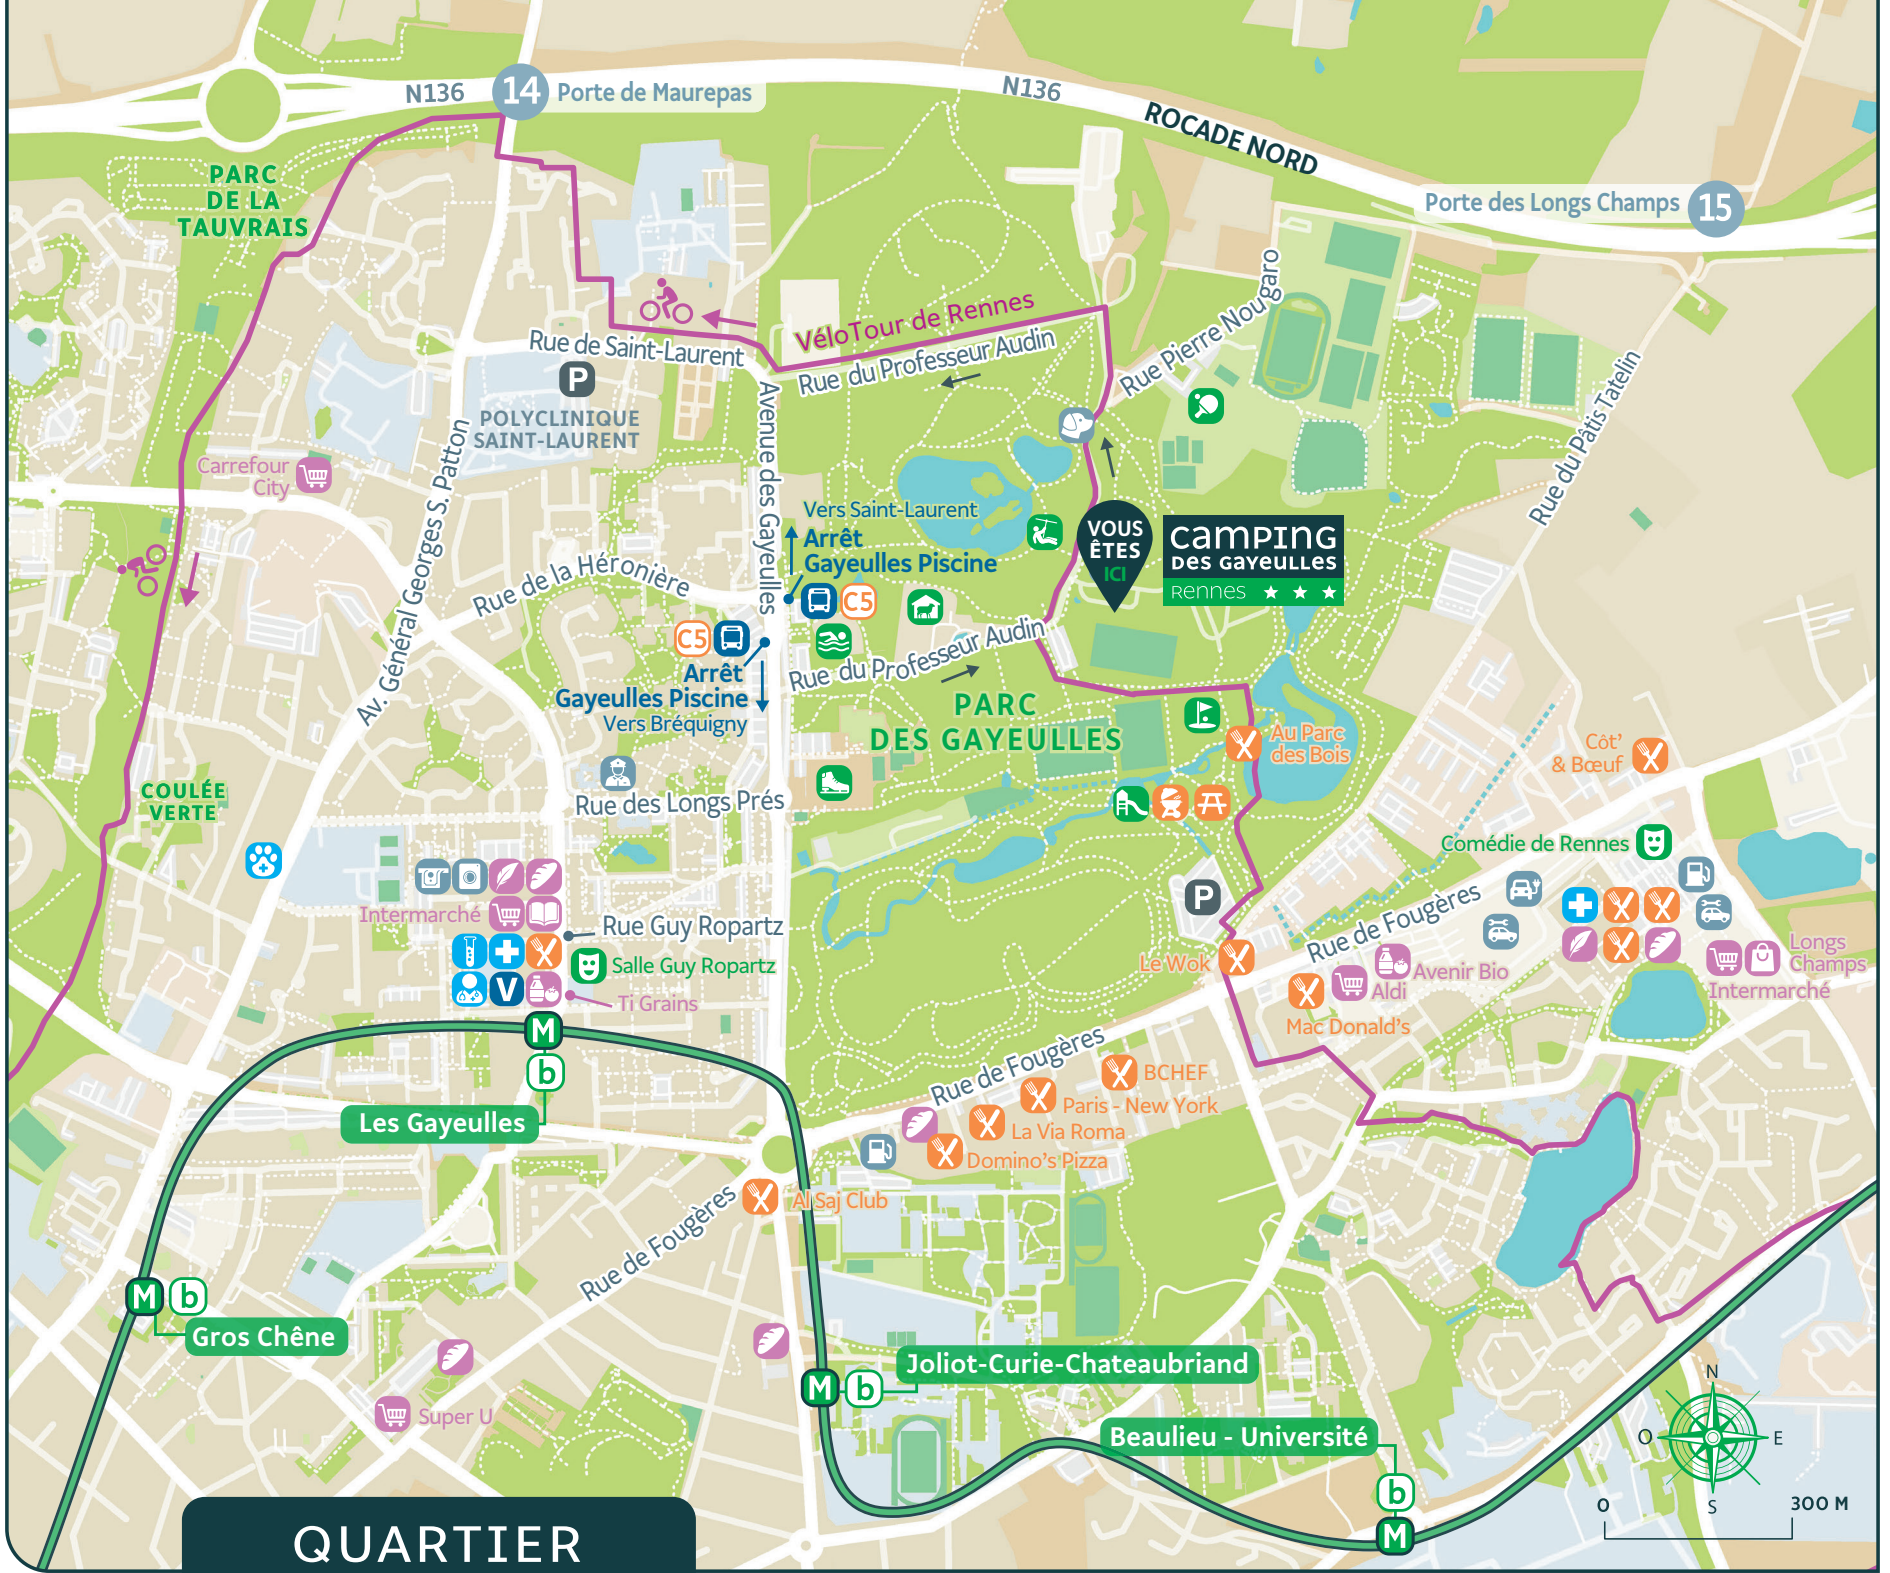 N136
14
Porte de Maurepas
N136
ROCADE NORD
Porte des Longs Champs
15
PARC
DE LA
TAUVRAIS
VéloTour de Rennes
Rue de Saint-Laurent
Rue du Professeur Audin
Rue Pierre Nougaro
Rue du Pâtis Tatelin
P
POLYCLINIQUE
SAINT-LAURENT
Avenue des Gayeulles
Av. Général Georges S. Patton
Carrefour
City
Vers Saint-Laurent
Arrêt
Gayeulles Piscine
C5
VOUS
ÊTES
ICI
CAMPING
DES GAYEULLES
Rennes
Rue de la Héronière
C5
Arrêt
Gayeulles Piscine
Vers Bréquigny
Rue du Professeur Audin
PARC
DES GAYEULLES
Au Parc
des Bois
Côt'
& Bœuf
COULÉE
VERTE
Rue des Longs Prés
Comédie de Rennes
P
Intermarché
Rue Guy Ropartz
Salle Guy Ropartz
V
Ti Grains
Rue de Fougères
Le Wok
Avenir Bio
Aldi
Mac Donald's
Longs
Champs
Intermarché
M
b
Les Gayeulles
Rue de Fougères
BCHEF
Paris - New York
La Via Roma
Domino's Pizza
Al Saj Club
Rue de Fougères
M
b
Gros Chêne
Super U
M
b
Joliot-Curie-Chateaubriand
Beaulieu - Université
b
M
N
O
E
S
0
300 M
QUARTIER